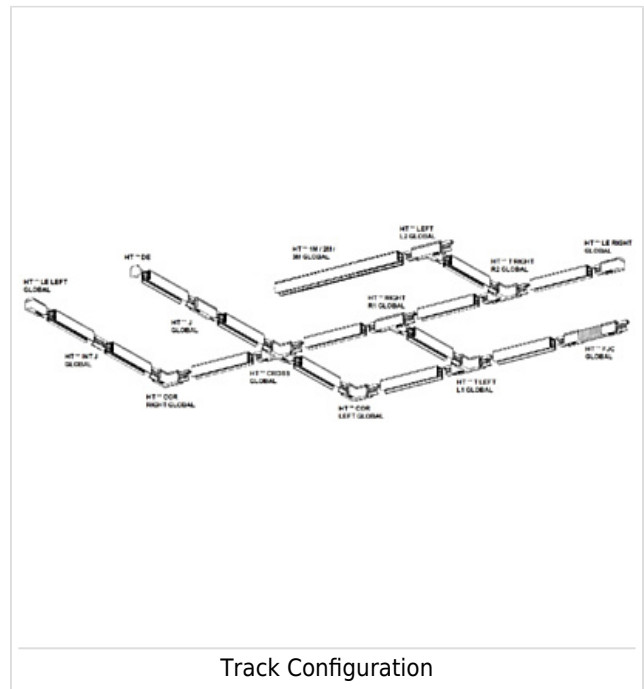 HT** LEFT
L2 GLOBAL
HT** LE RIGHT
GLOBAL
HT** 1M / 2M /
3M GLOBAL
HT** DE
HT** T RIGHT
R2 GLOBAL
HT** LE LEFT
GLOBAL
HT** RIGHT
R1 GLOBAL
HT** J
GLOBAL
HT** INT J
GLOBAL
HT** FJC
GLOBAL
HT** CROSS
GLOBAL
HT** COR
RIGHT GLOBAL
HT** T LEFT
L1 GLOBAL
HT** COR
LEFT GLOBAL
Track Configuration